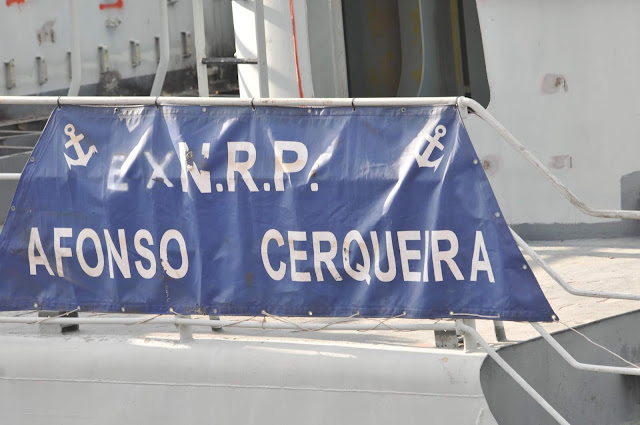 EX N.R.P.
AFONSO CERQUEIRA